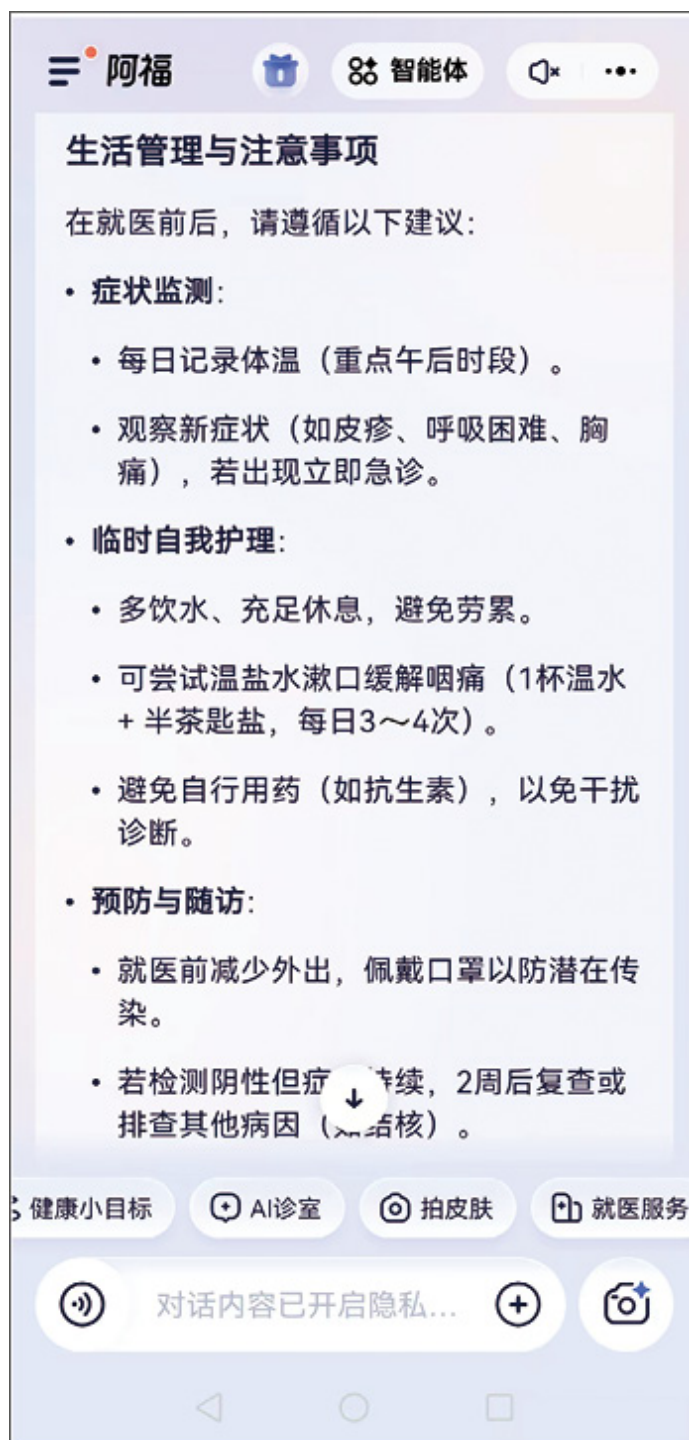 阿福
智能体
生活管理与注意事项
在就医前后，请遵循以下建议：
• 症状监测：
• 每日记录体温（重点午后时段）。
• 观察新症状（如皮疹、呼吸困难、胸
痛），若出现立即急诊。
• 临时自我护理：
• 多饮水、充足休息，避免劳累。
• 可尝试温盐水漱口缓解咽痛（1杯温水
+ 半茶匙盐，每日3～4次）。
• 避免自行用药（如抗生素），以免干扰
诊断。
• 预防与随访：
• 就医前减少外出，佩戴口罩以防潜在传
染。
• 若检测阴性但症 持续，2周后复查或
排查其他病因（如结核）。
健康小目标
AI诊室
拍皮肤
就医服务
对话内容已开启隐私...